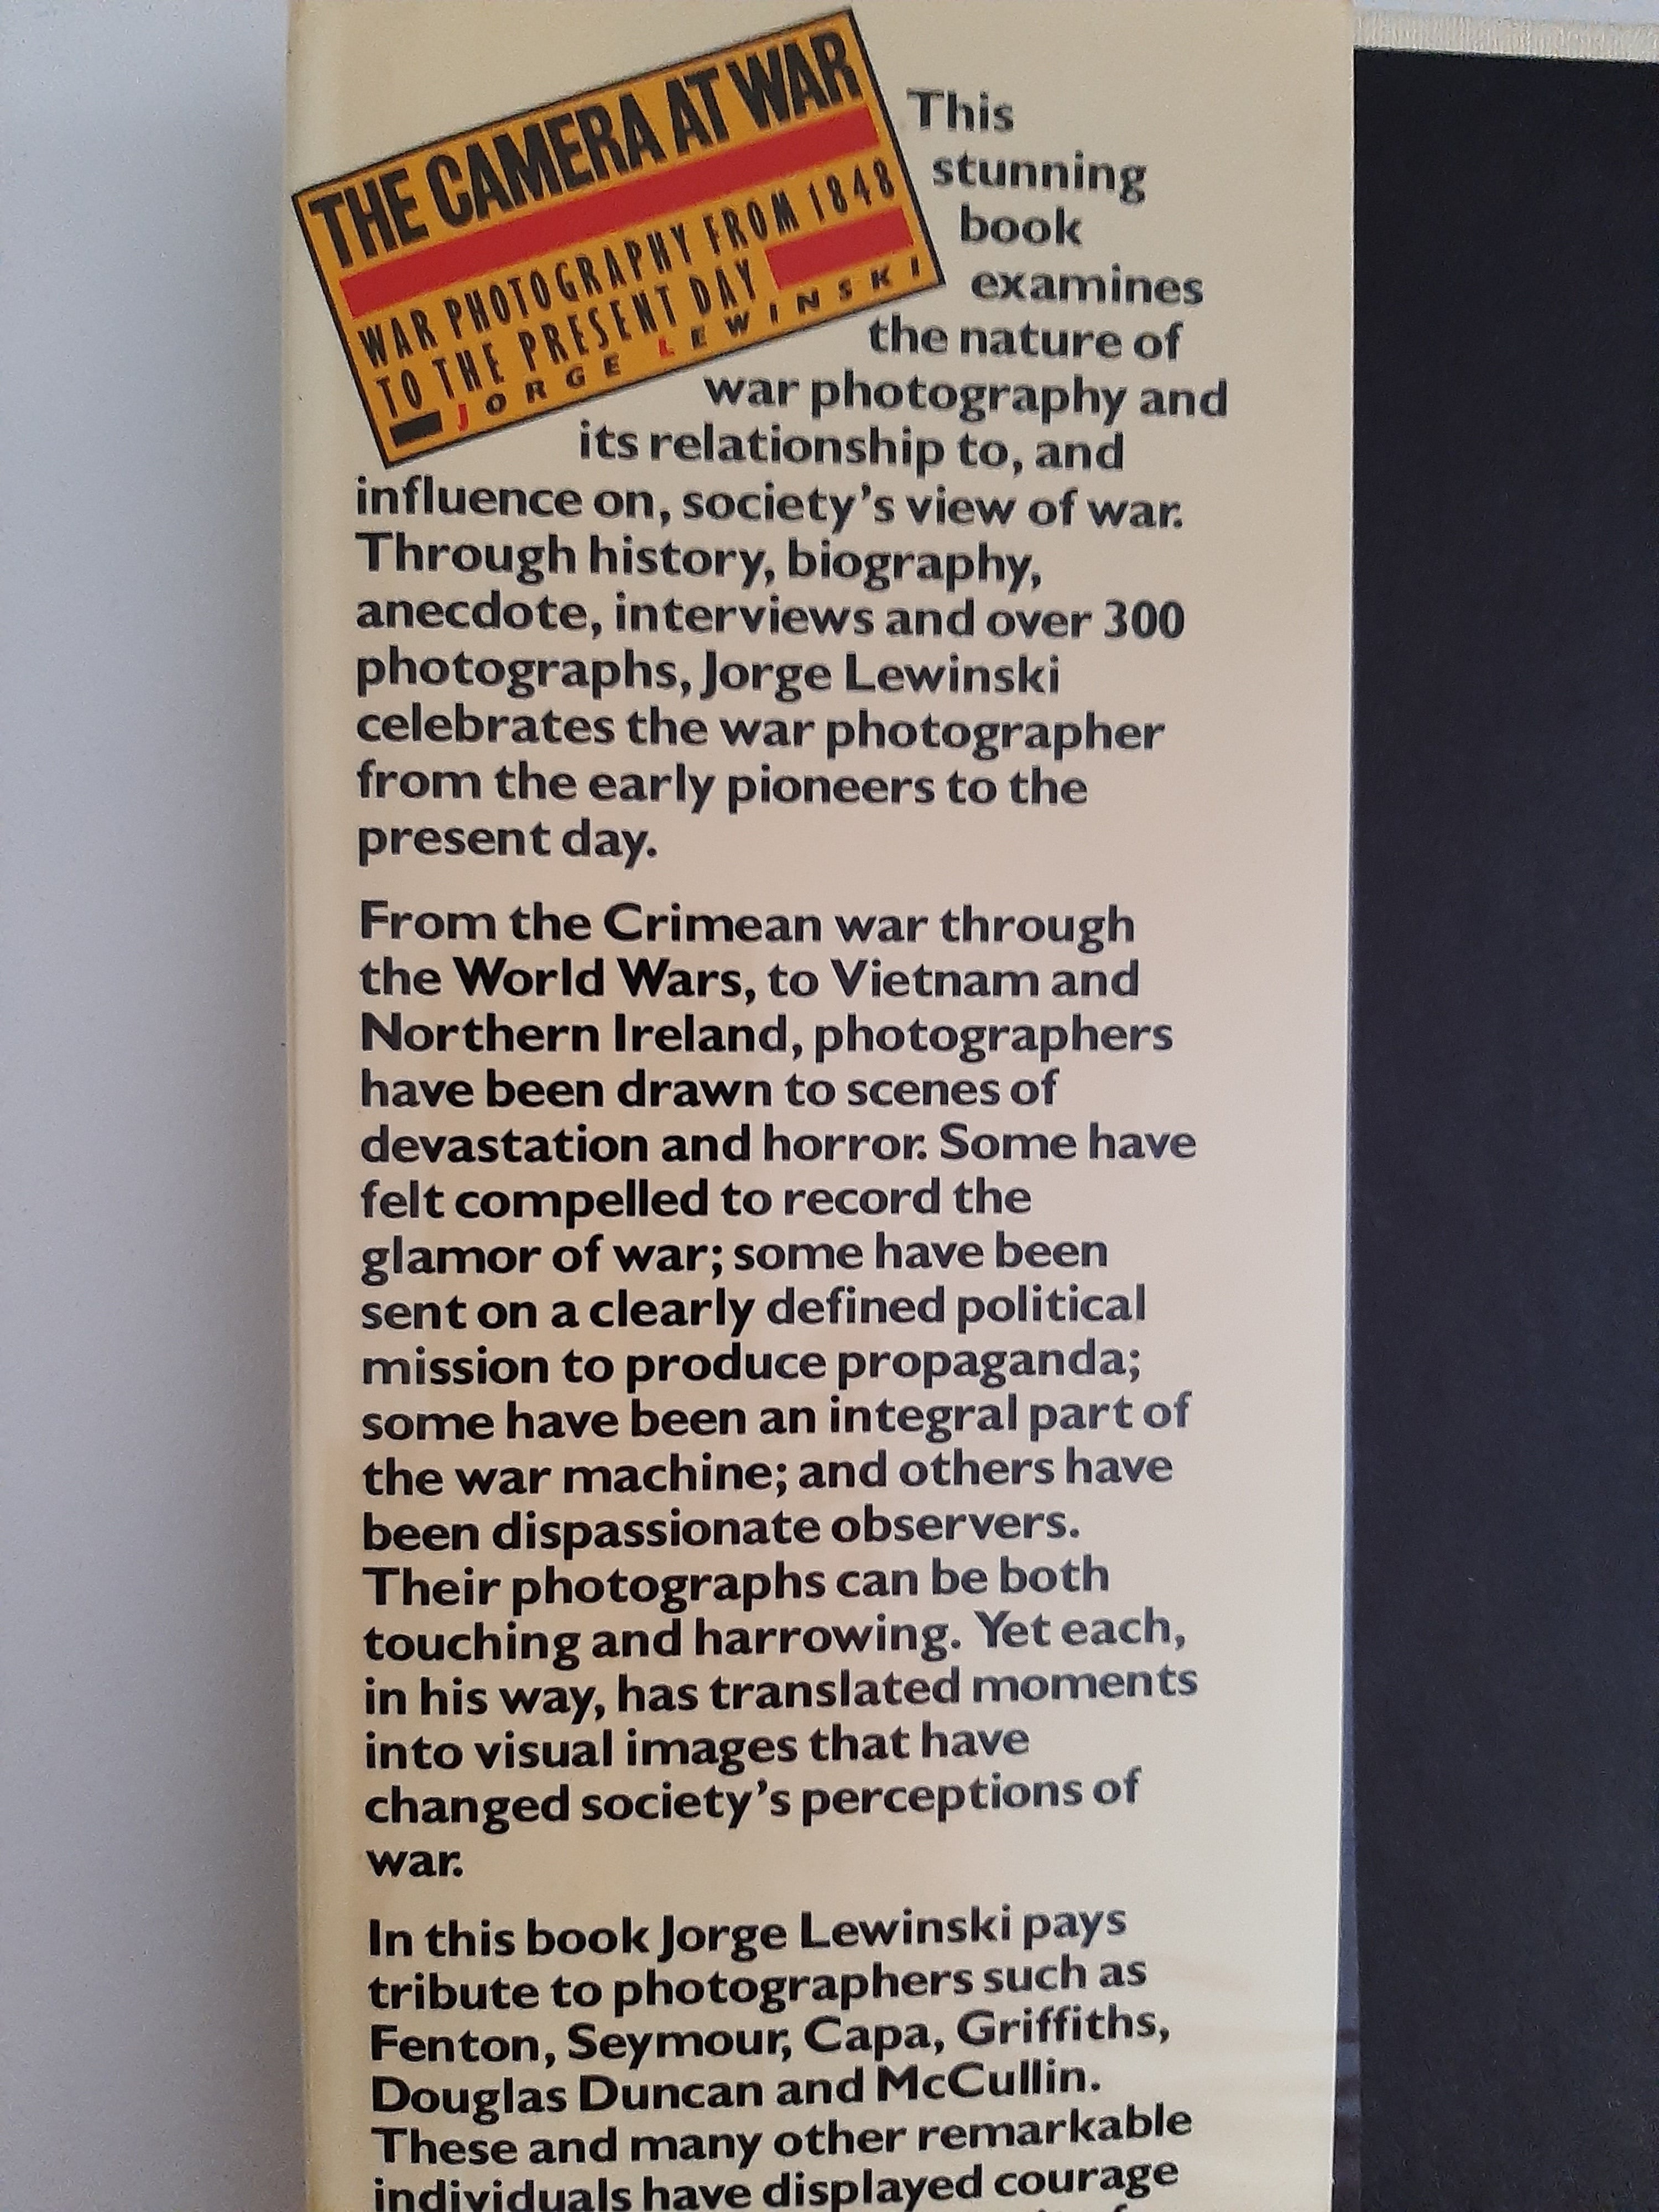 THE CAMERA AT WAR
WAR PHOTOGRAPHY FROM 1848
TO THE PRESENT DAY
JORGE LEWINSKI
This
stunning
book
examines
the nature of
war photography and
its relationship to, and
influence on, society's view of war.
Through history, biography,
anecdote, interviews and over 300
photographs, Jorge Lewinski
celebrates the war photographer
from the early pioneers to the
present day.
From the Crimean war through
the World Wars, to Vietnam and
Northern Ireland, photographers
have been drawn to scenes of
devastation and horror. Some have
felt compelled to record the
glamor of war; some have been
sent on a clearly defined political
mission to produce propaganda;
some have been an integral part of
the war machine; and others have
been dispassionate observers.
Their photographs can be both
touching and harrowing. Yet each,
in his way, has translated moments
into visual images that have
changed society's perceptions of
war.
In this book Jorge Lewinski pays
tribute to photographers such as
Fenton, Seymour, Capa, Griffiths,
Douglas Duncan and McCullin.
These and many other remarkable
individuals have displayed courage